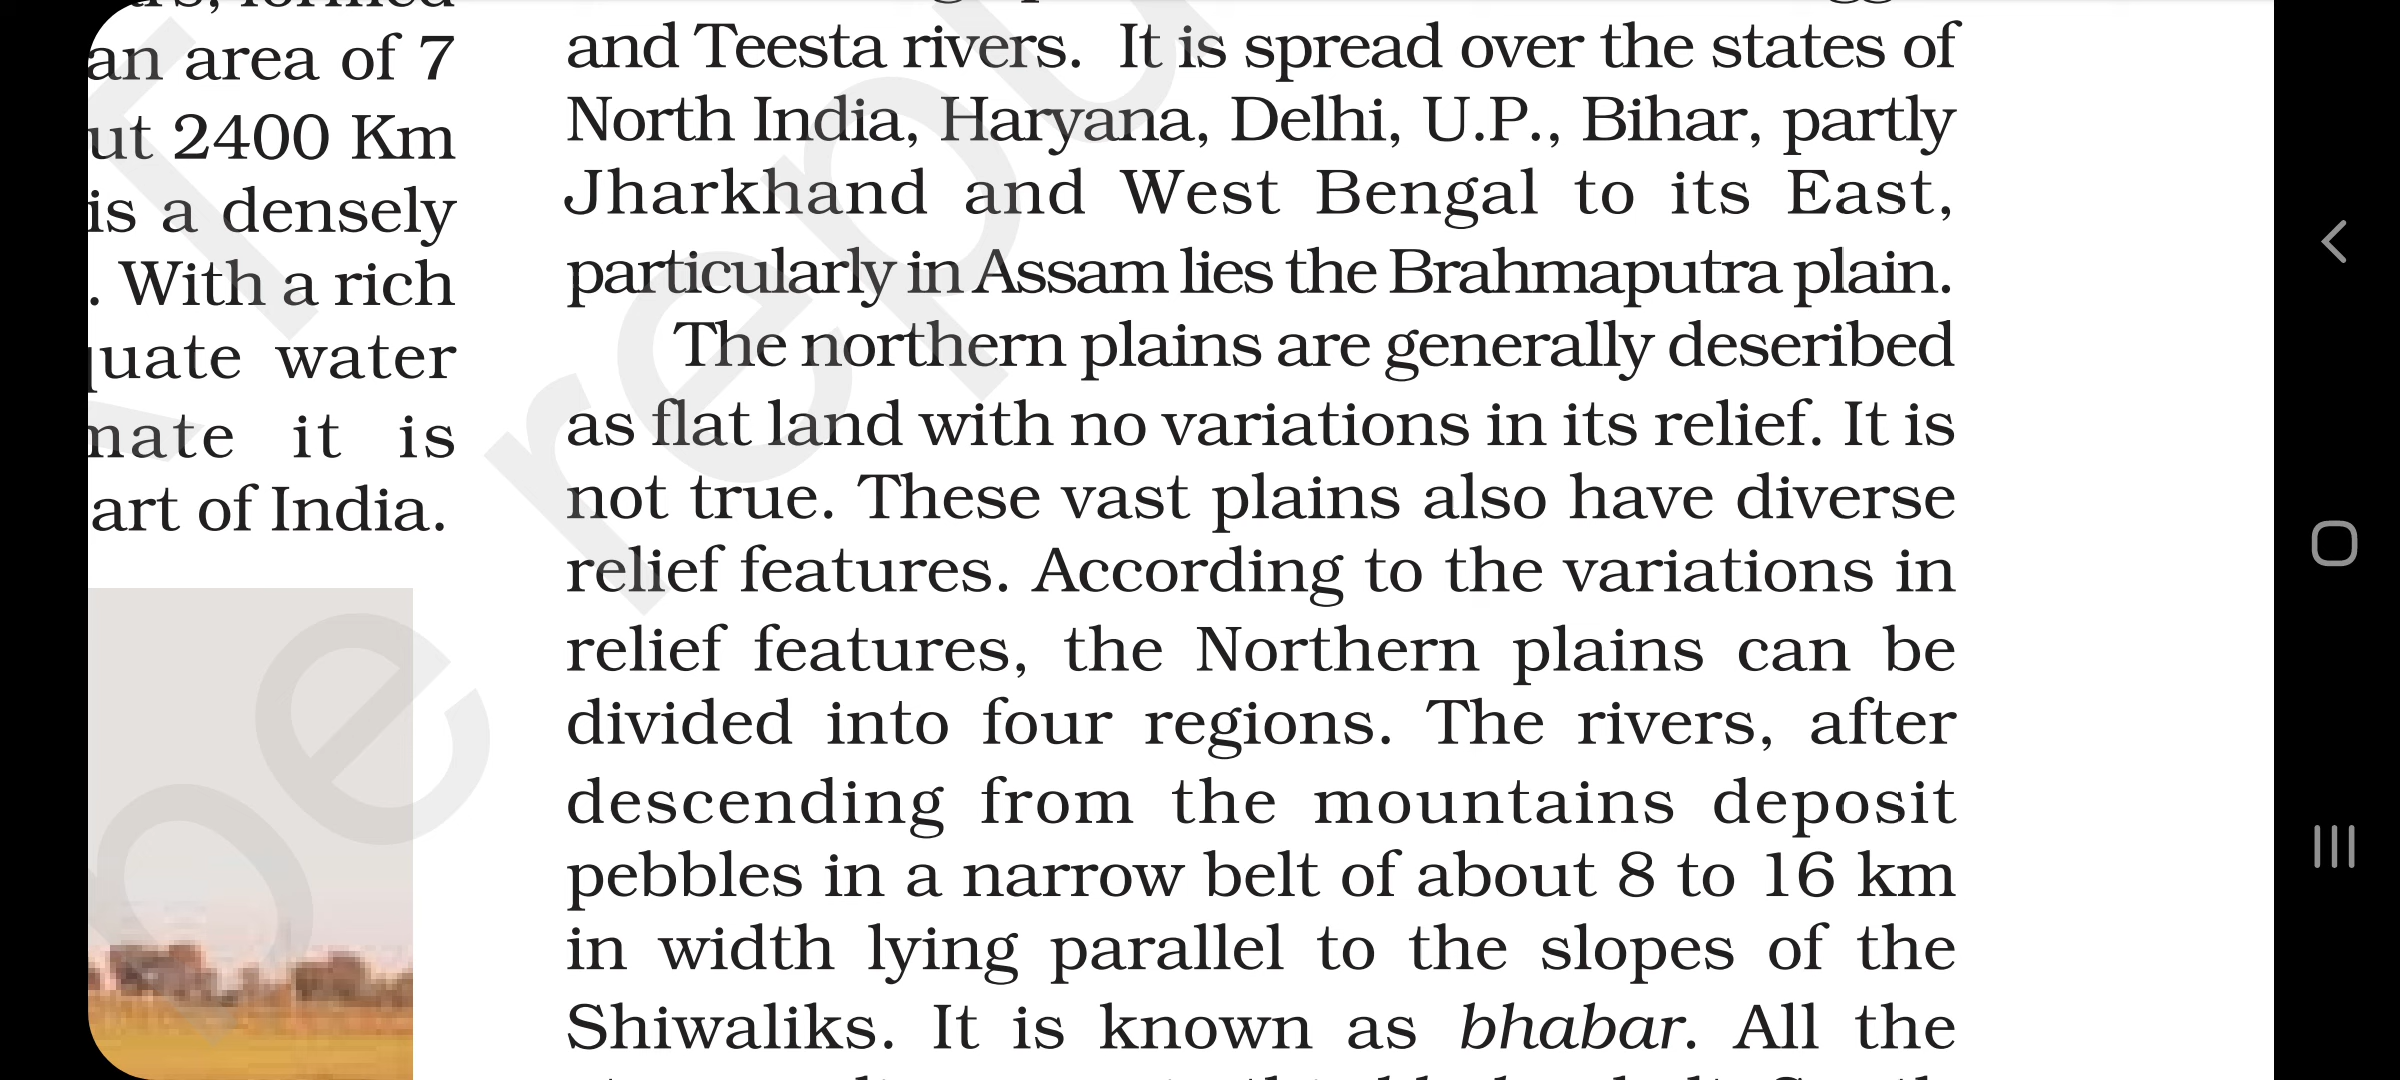 an area of 7
2400 Km
is a densely
. With a rich
water
it is
of India.
and Teesta rivers. It is spread over the states of
North India, Haryana, Delhi, U.P., Bihar, partly
Jharkhand and West Bengal to its East,
particularly in Assam lies the Brahmaputra plain.
The northern plains are generally deseribed
as flat land with no variations in its relief. It is
not true. These vast plains also have diverse
relief features. According to the variations in
relief features, the Northern plains can be
divided into four regions. The rivers, after
descending from the mountains deposit
pebbles in a narrow belt of about 8 to 16 km
in width lying parallel to the slopes of the
Shiwaliks. It is known as bhabar. All the